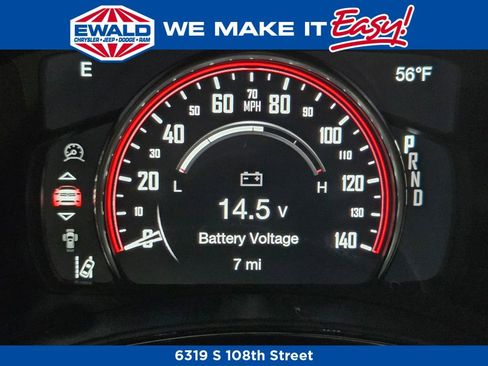 EWALD
CHRYSLER • JEEP • DODGE • RAM
WE MAKE IT Easy!
E
56°F
0
10
20
30
40
50
60
70
MPH
80
90
100
110
120
130
140
L
H
14.5 V
Battery Voltage
7 mi
P
R
N
D
6319 S 108th Street